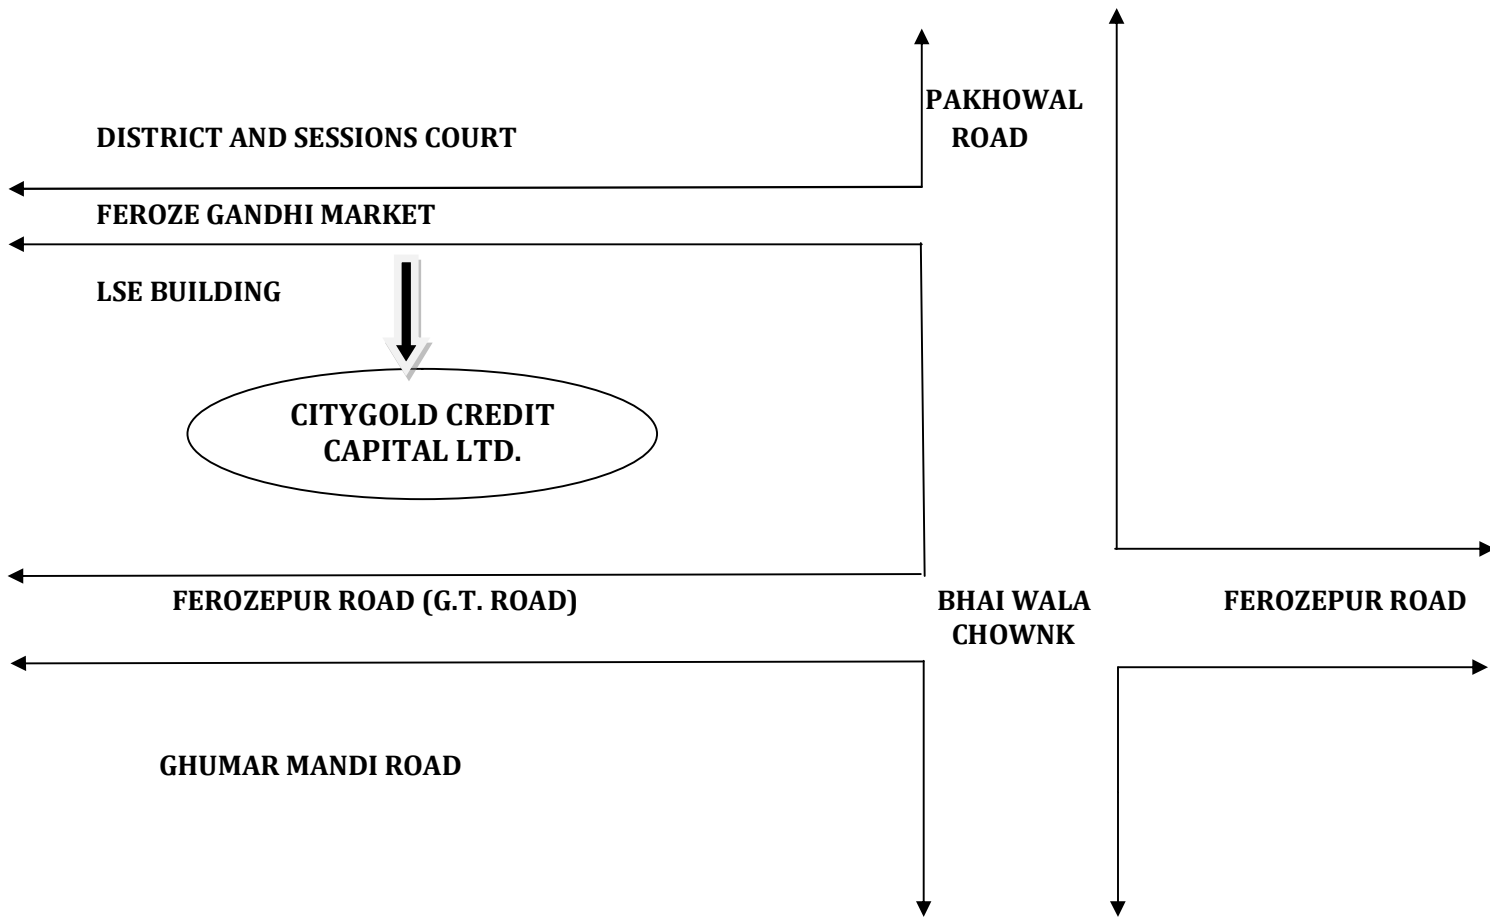 PAKHOWAL
ROAD
DISTRICT AND SESSIONS COURT
FEROZE GANDHI MARKET
LSE BUILDING
CITYGOLD CREDIT
CAPITAL LTD.
FEROZEPUR ROAD (G.T. ROAD)
BHAI WALA
CHOWNK
FEROZEPUR ROAD
GHUMAR MANDI ROAD